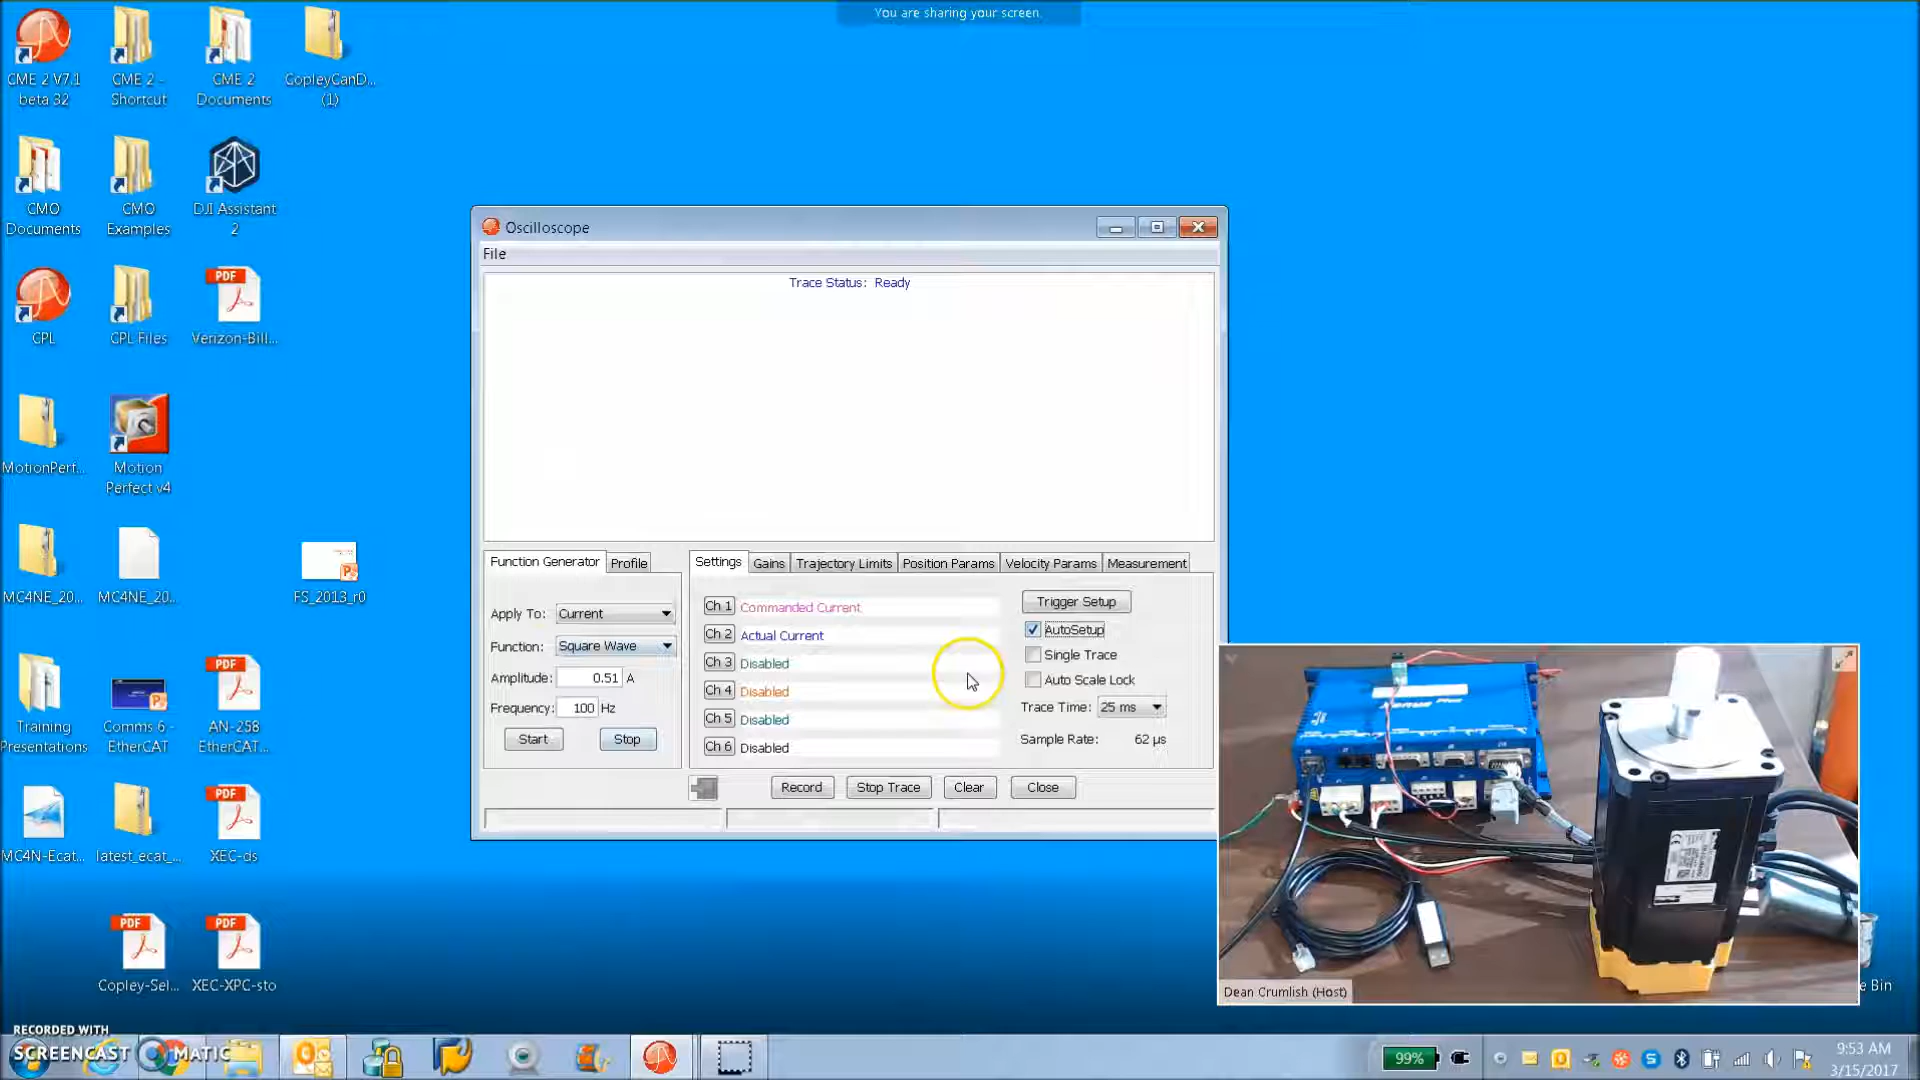 You are sharing your screen.
CME 2 V7.1
beta 32
CME 2 -
Shortcut
CME 2
Documents
CopleyCanD...
(1)
CMO
Documents
CMO
Examples
DJI Assistant
2
CPL
CPL Files
PDF
Verizon-Bill...
MotionPerf...
Motion
Perfect v4
MC4NE_20...
MC4NE_20...
FS_2013_r0
Training
Presentations
Comms 6 -
EtherCAT
PDF
AN-258
EtherCAT...
MC4N-Ecat...
latest_ecat_...
PDF
XEC-ds
PDF
Copley-Sel...
PDF
XEC-XPC-sto
Oscilloscope
File
Trace Status: Ready
Function Generator
Profile
Settings
Gains
Trajectory Limits
Position Params
Velocity Params
Measurement
Apply To: Current
Function: Square Wave
Amplitude: 0.51 A
Frequency: 100 Hz
Start
Stop
Ch 1 Commanded Current
Ch 2 Actual Current
Ch 3 Disabled
Ch 4 Disabled
Ch 5 Disabled
Ch 6 Disabled
Trigger Setup
AutoSetup
Single Trace
Auto Scale Lock
Trace Time: 25 ms
Sample Rate: 62 µs
Record
Stop Trace
Clear
Close
Dean Crumlish (Host)
e Bin
RECORDED WITH
SCREENCAST MATIC
99%
9:53 AM
3/15/2017